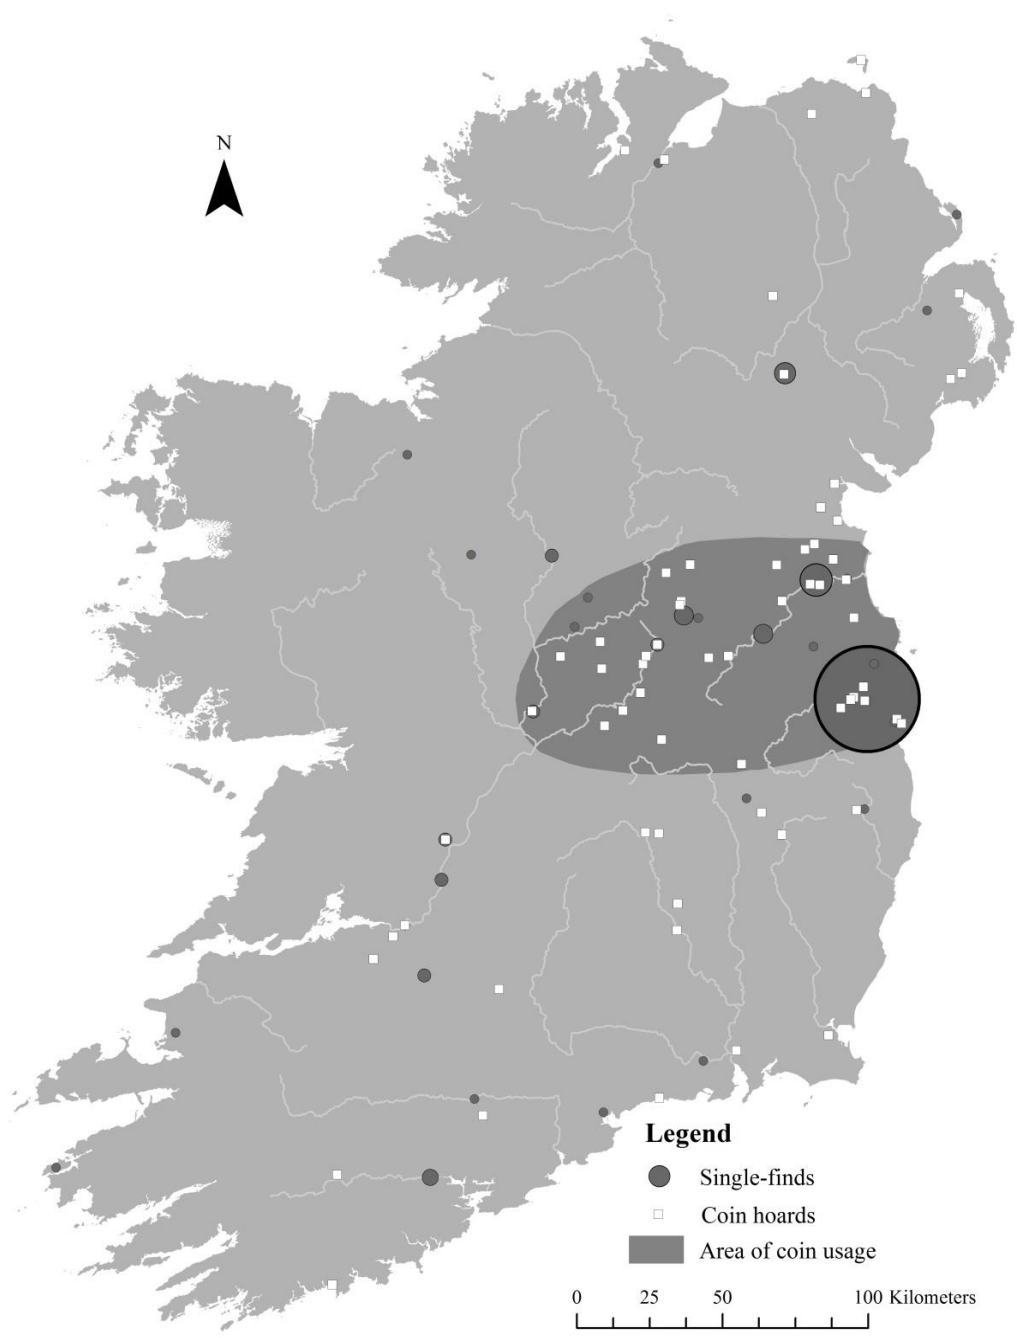 N
Legend
Single-finds
Coin hoards
Area of coin usage
0 25 50 100 Kilometers